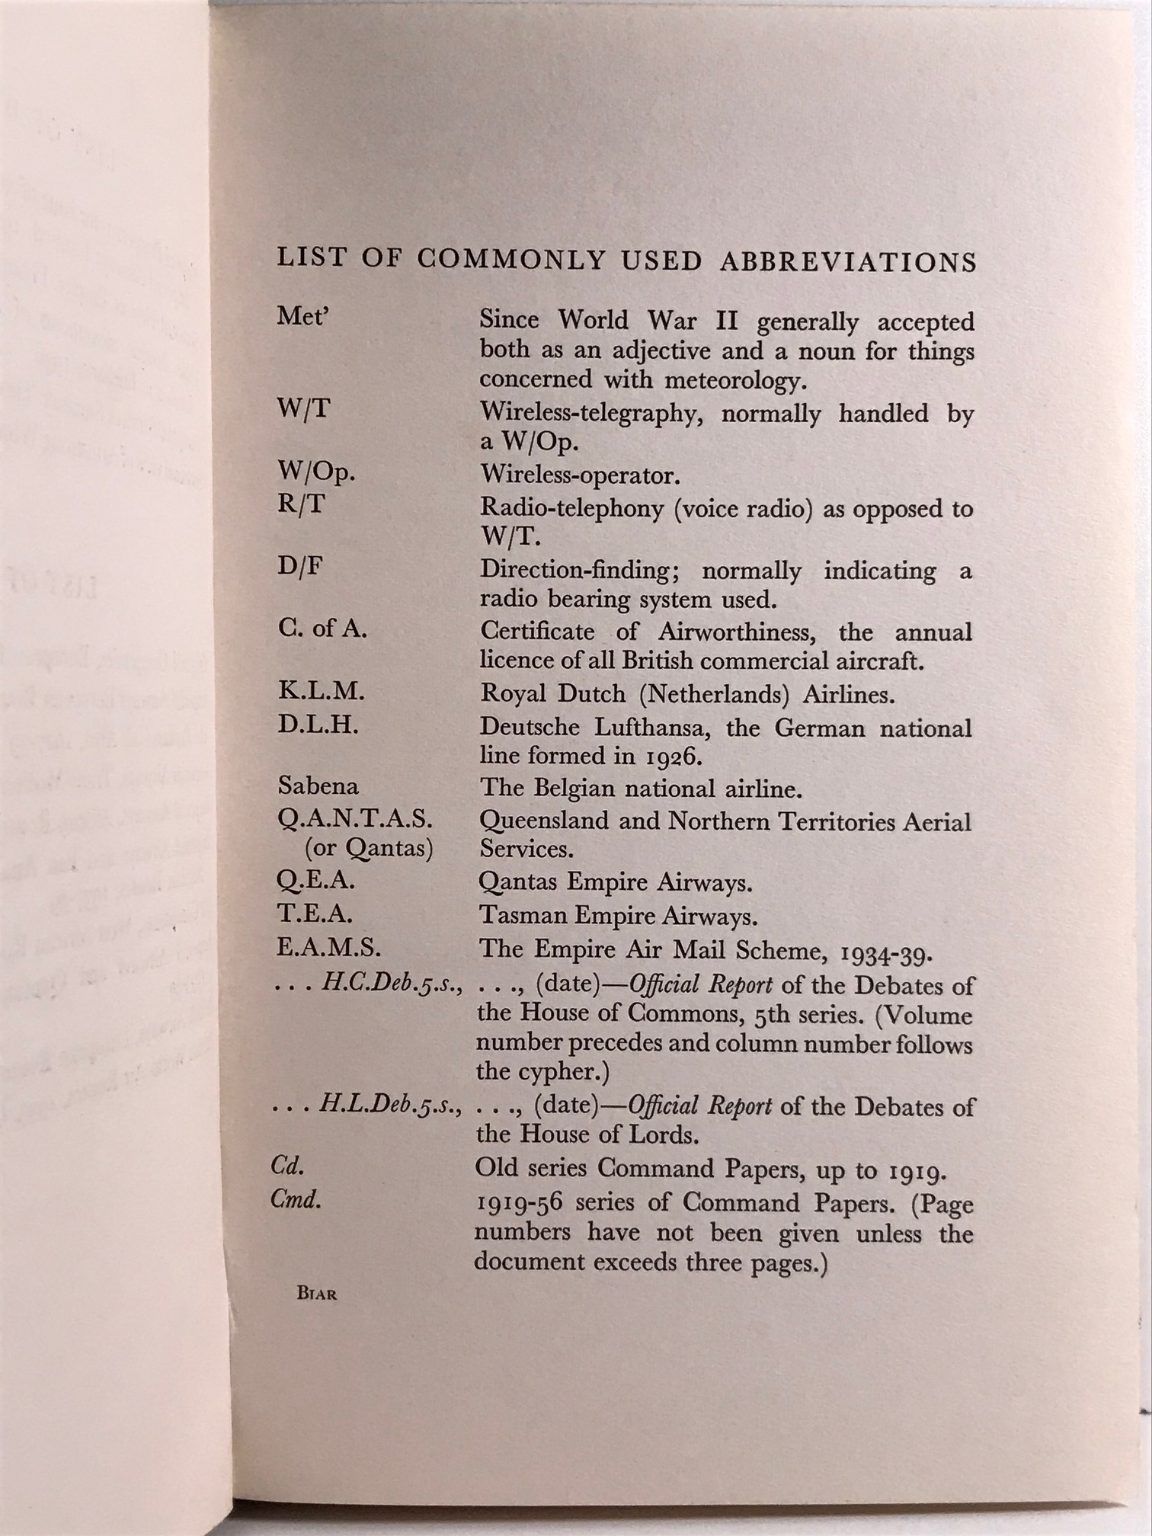 LIST OF COMMONLY USED ABBREVIATIONS
Met’ Since World War II generally accepted
both as an adjective and a noun for things
concerned with meteorology.
W/T Wireless-telegraphy, normally handled by
a W/Op.
W/Op. Wireless-operator.
R/T Radio-telephony (voice radio) as opposed to
W/T.
D/F Direction-finding; normally indicating a
radio bearing system used.
C. of A. Certificate of Airworthiness, the annual
licence of all British commercial aircraft.
K.L.M. Royal Dutch (Netherlands) Airlines.
D.L.H. Deutsche Lufthansa, the German national
line formed in 1926.
Sabena The Belgian national airline.
Q.A.N.T.A.S. Queensland and Northern Territories Aerial
(or Qantas) Services.
Q.E.A. Qantas Empire Airways.
T.E.A. Tasman Empire Airways.
E.A.M.S. The Empire Air Mail Scheme, 1934-39.
. . . H.C.Deb.5.s., . . ., (date)—Official Report of the Debates of
the House of Commons, 5th series. (Volume
number precedes and column number follows
the cypher.)
. . . H.L.Deb.5.s., . . ., (date)—Official Report of the Debates of
the House of Lords.
Cd. Old series Command Papers, up to 1919.
Cmd. 1919-56 series of Command Papers. (Page
numbers have not been given unless the
document exceeds three pages.)
BIAR